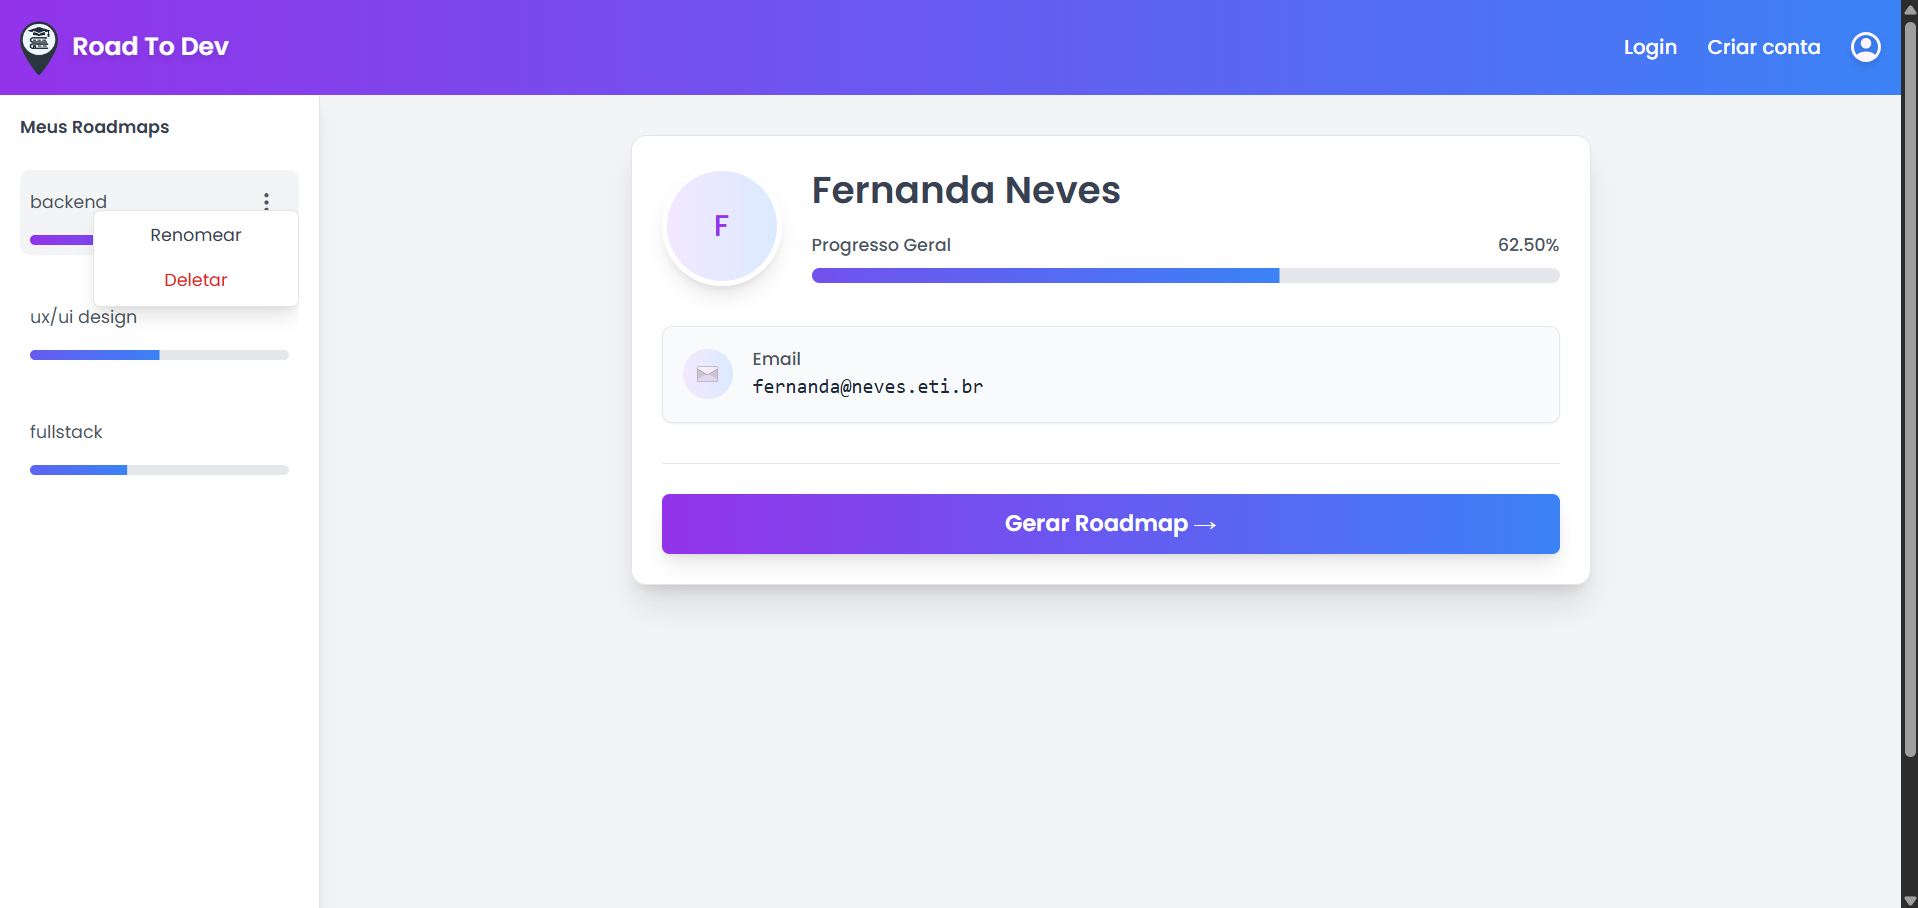 Road To Dev
Login
Criar conta
Meus Roadmaps
backend
Renomear
Deletar
ux/ui design
fullstack
F
Fernanda Neves
Progresso Geral
62.50%
Email
fernanda@neves.eti.br
Gerar Roadmap →